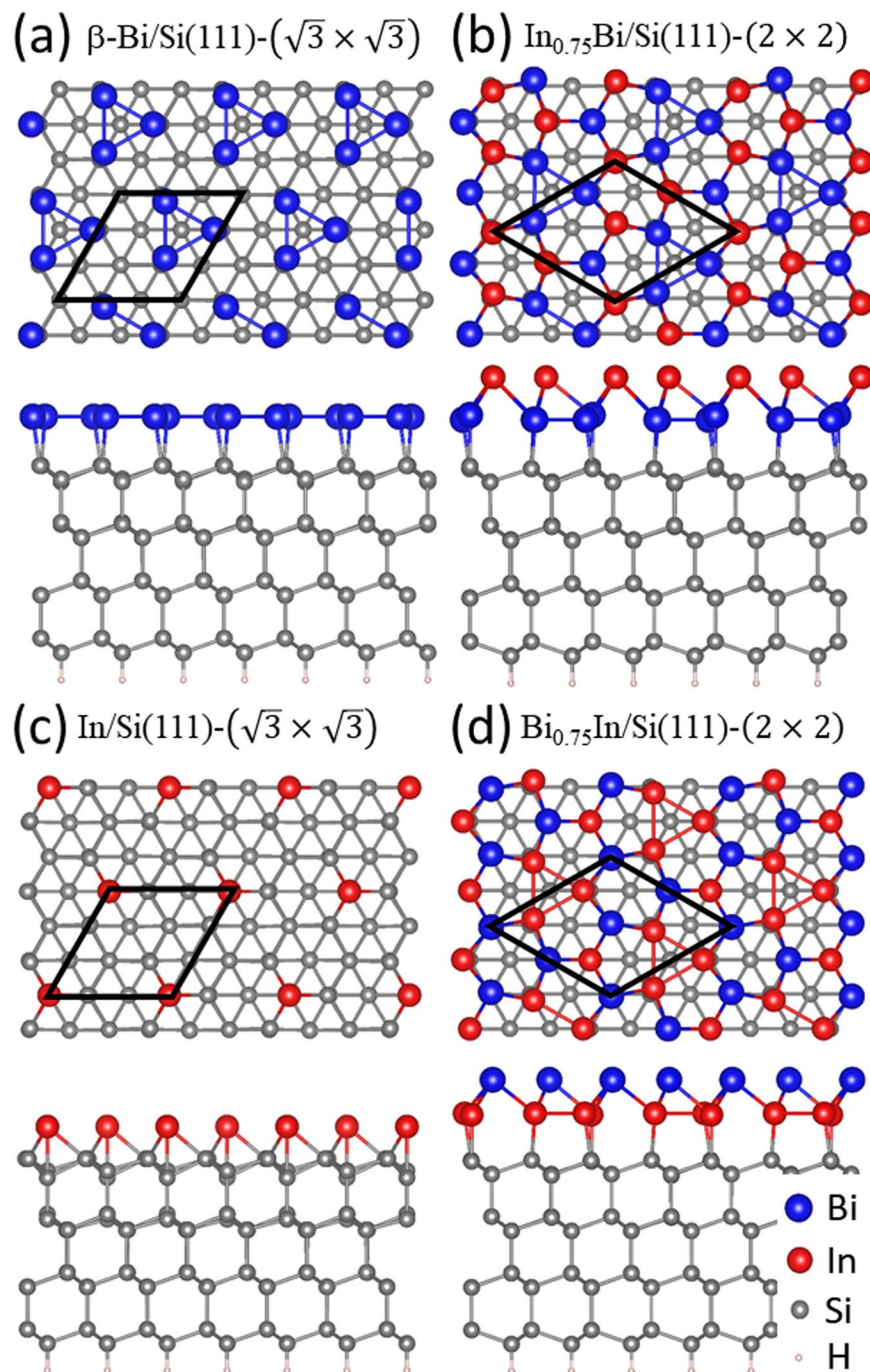 (a) β-Bi/Si(111)-(√3 × √3)
(b) In₀.₇₅Bi/Si(111)-(2 × 2)
(c) In/Si(111)-(√3 × √3)
(d) Bi₀.₇₅In/Si(111)-(2 × 2)
Bi
In
Si
H